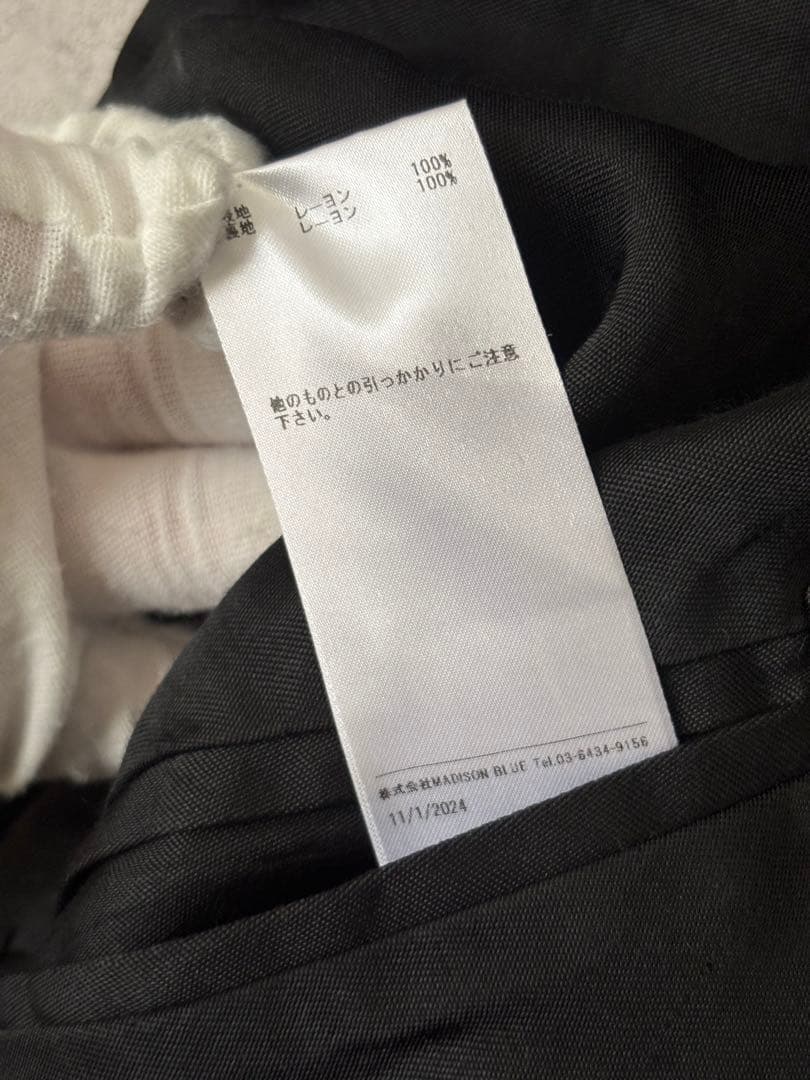 表地 レーヨン 100%
裏地 レーヨン 100%
他のものとの引っかかりにご注意
下さい。
株式会社MADISON BLUE Tel.03-6434-9156
11/1/2024